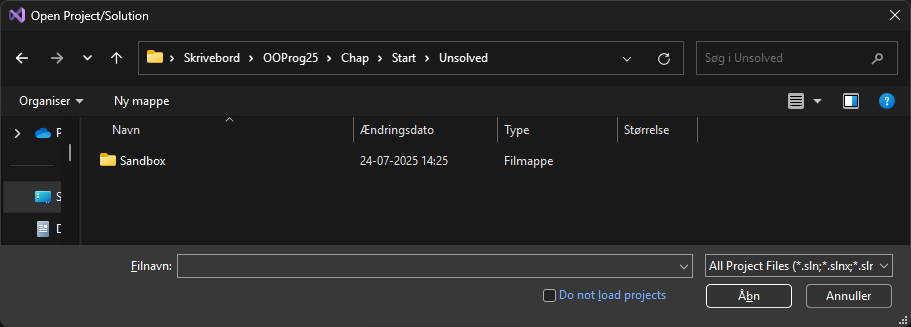 Open Project/Solution
Skrivebord > OOProg25 > Chap > Start > Unsolved
Søg i Unsolved
Organiser Ny mappe
Navn Ændringsdato Type Størrelse
Sandbox 24-07-2025 14:25 Filmappe
Filnavn: All Project Files (*.sln;*.slnx;*.slr
Do not load projects
Åbn Annuller